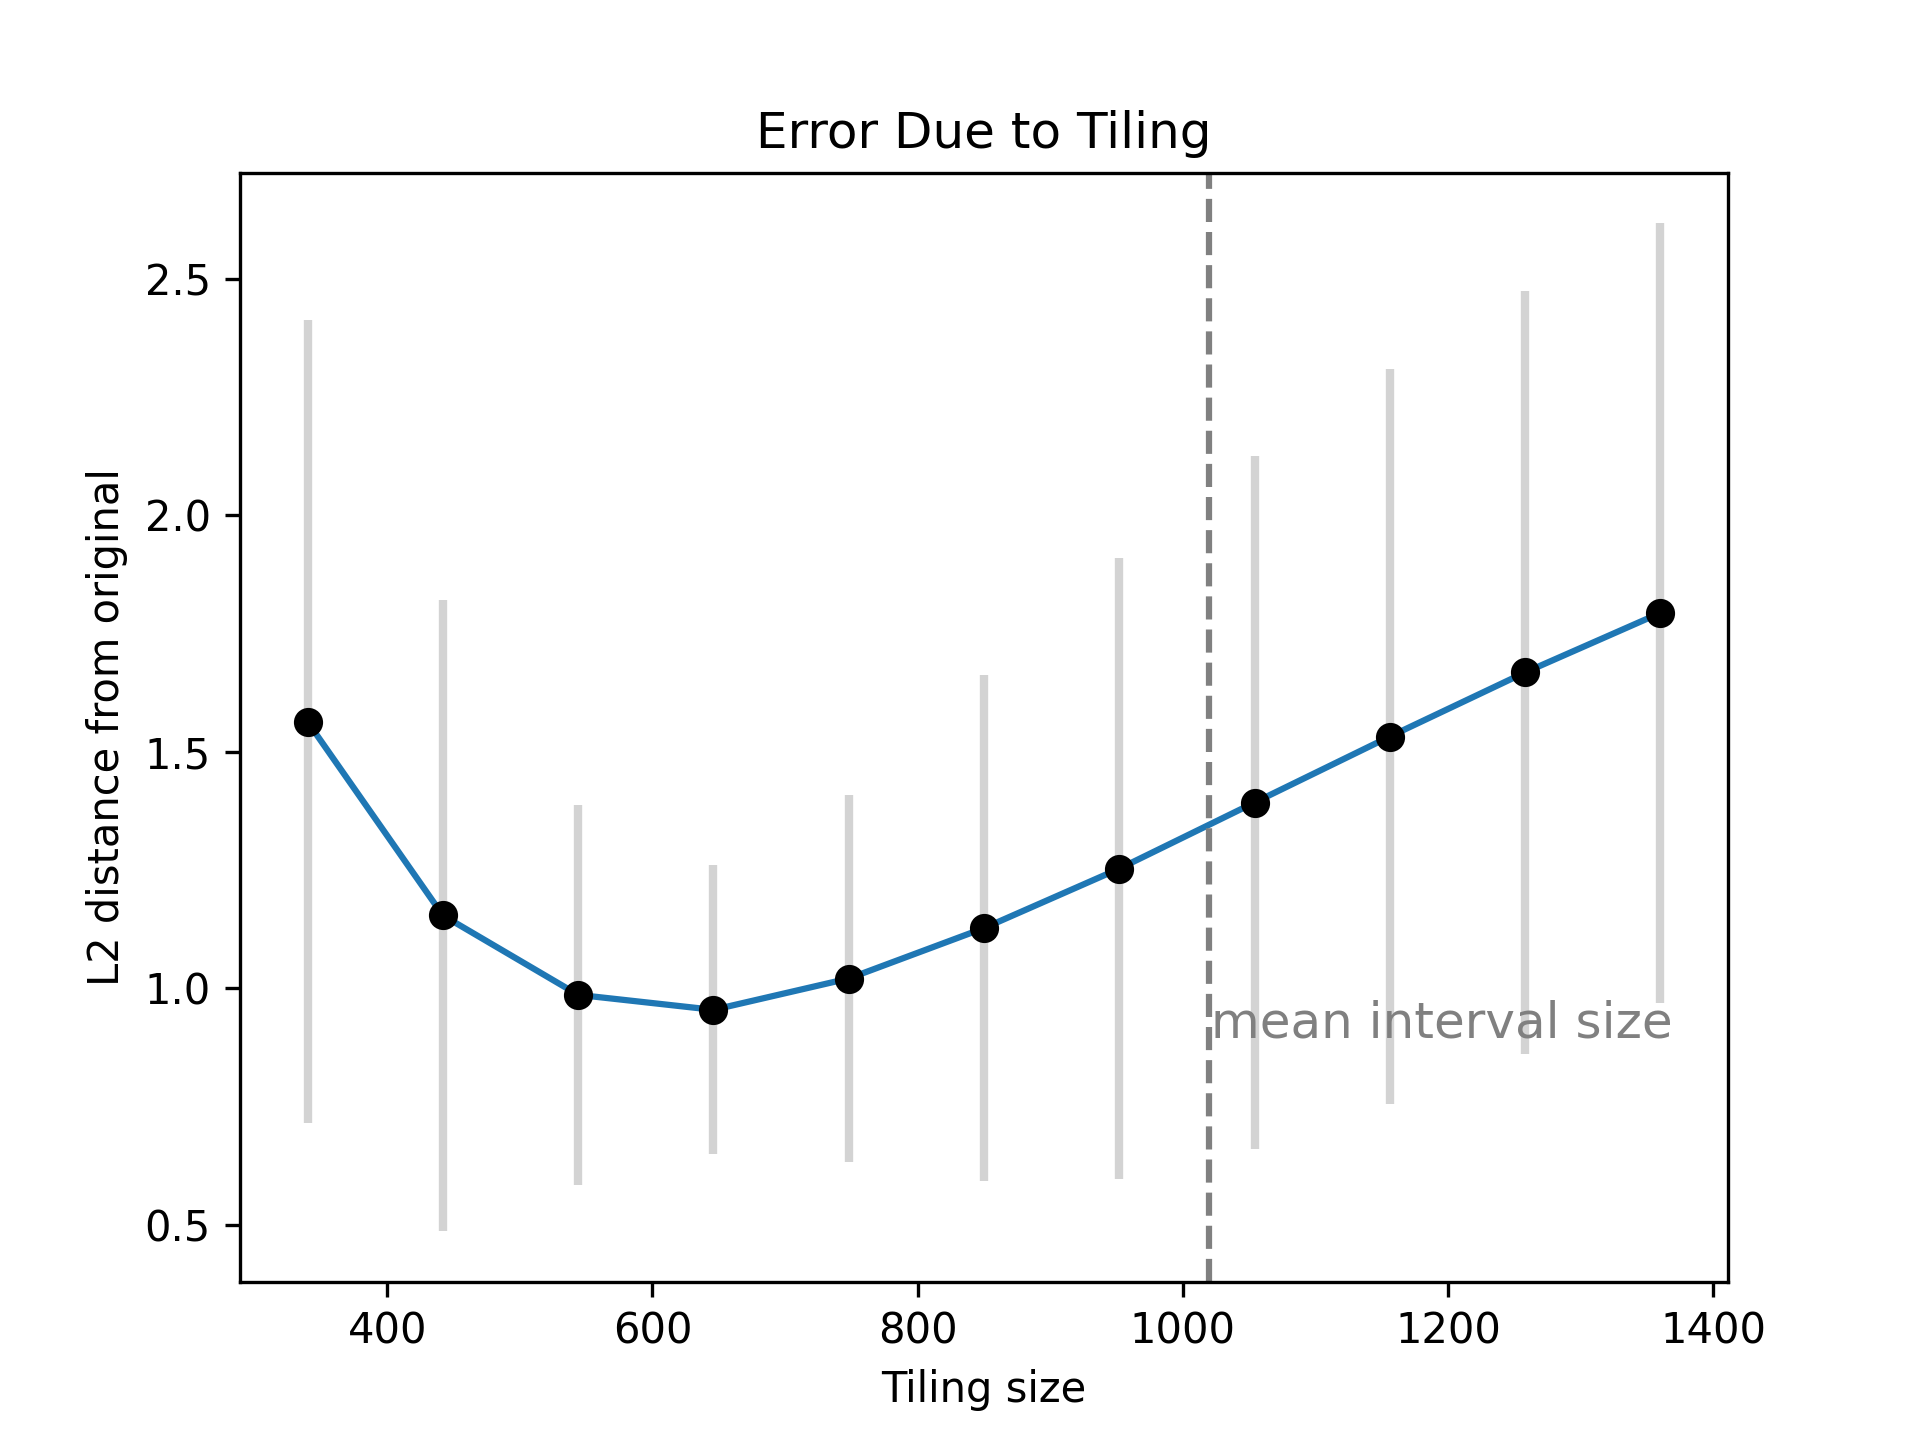 Error Due to Tiling
L2 distance from original
2.5
2.0
1.5
1.0
0.5
mean interval size
400 600 800 1000 1200 1400
Tiling size